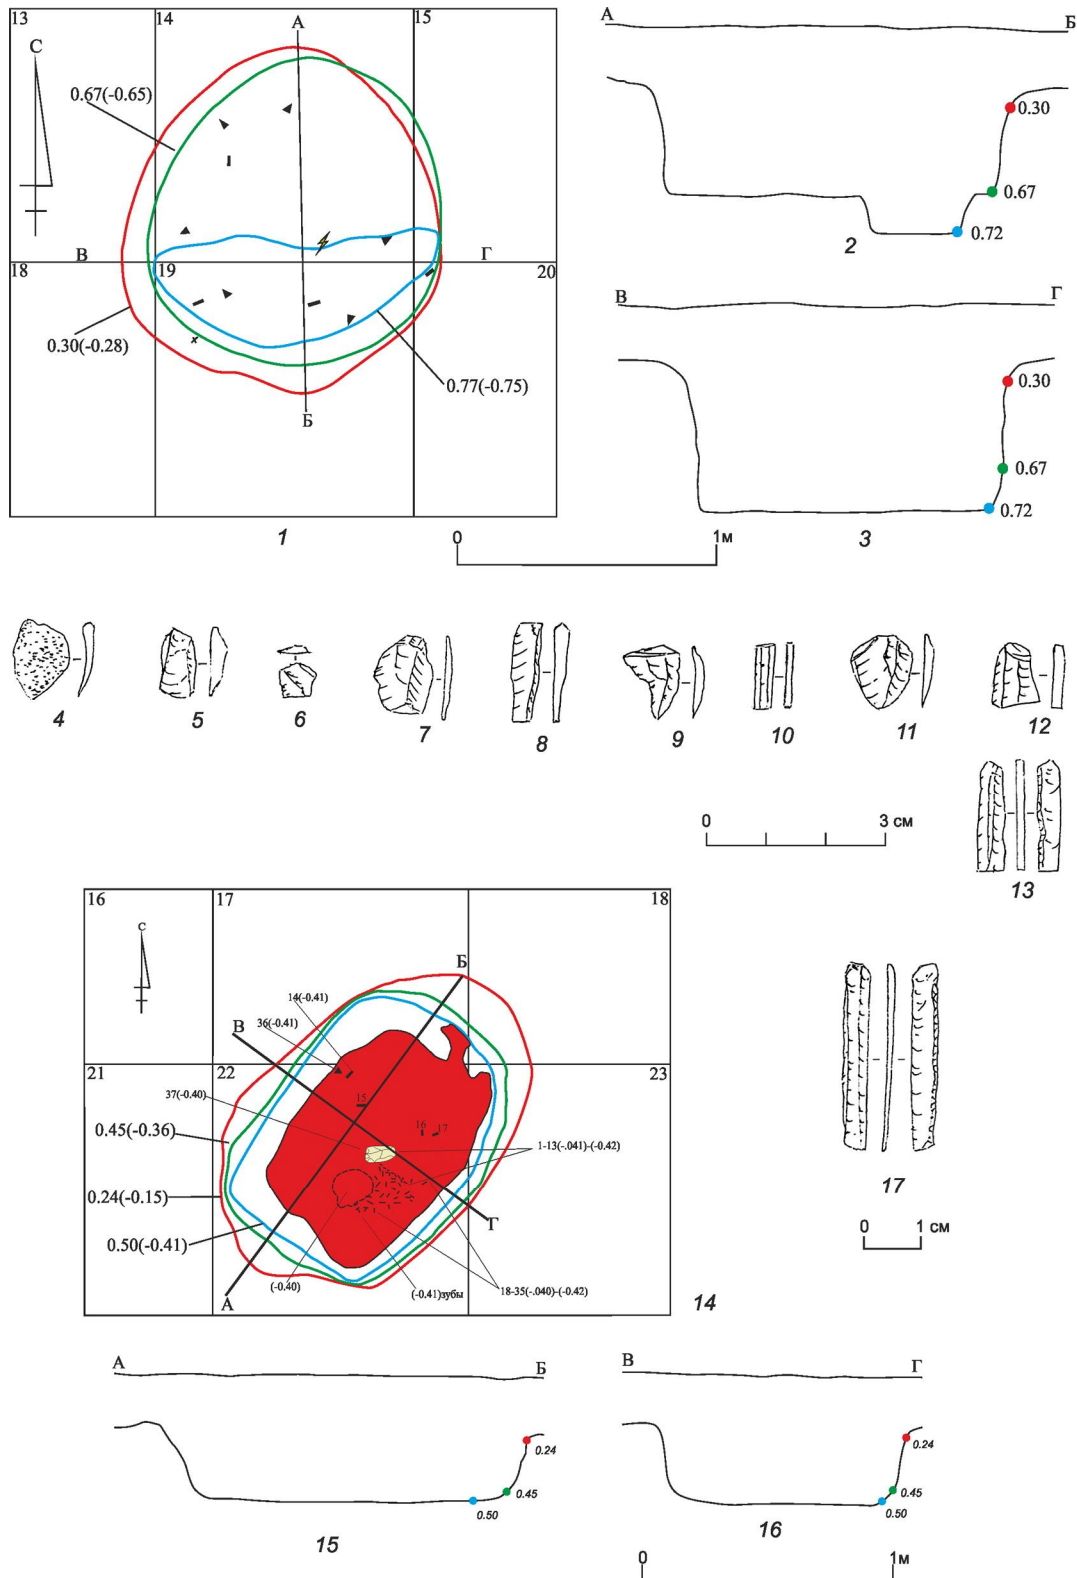 13 14 15
С
А
0.67(-0.65)
В Г
18 19 20
0.30(-0.28)
0.77(-0.75)
Б
1
А Б
0.30
0.67
0.72
2
В Г
0.30
0.67
0.72
3
0 1м
4 5 6 7 8 9 10 11 12
0 3 см
13
16 17 18
С
Б
14(-0.41)
В
36(-0.41)
21 22 23
37(-0.40)
15
16 17
0.45(-0.36)
1-13(-.041)-(-0.42)
0.24(-0.15)
0.50(-0.41)
Г
(-0.40)
(-0.41)зубы
18-35(-.040)-(-0.42)
А
14
17
0 1 см
А Б
0.24
0.45
0.50
15
В Г
0.24
0.45
0.50
16
0 1м